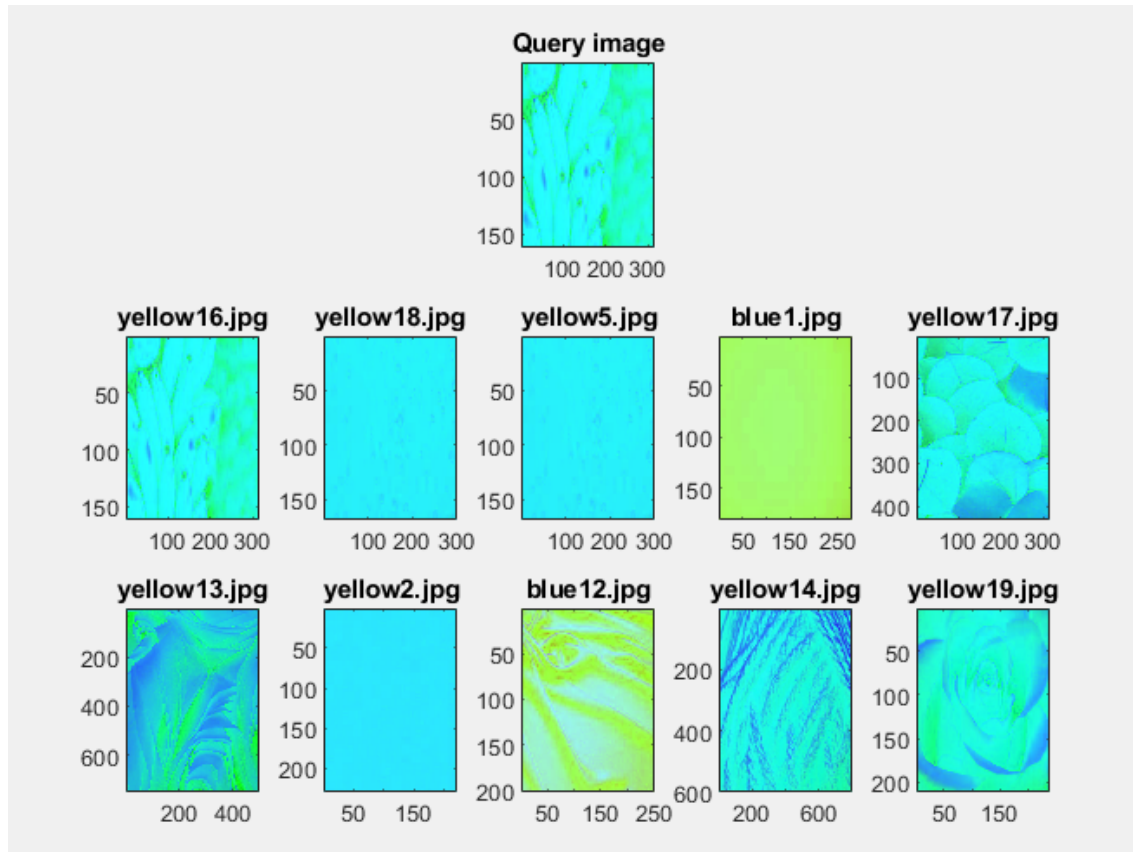 Query image
50
100
150
100 200 300
yellow16.jpg yellow18.jpg yellow5.jpg blue1.jpg yellow17.jpg
50 50 50 50 100
100 100 100 100 200
150 150 150 150 300
400
100 200 300 100 200 300 100 200 300 50 150 250 100 200 300
yellow13.jpg yellow2.jpg blue12.jpg yellow14.jpg yellow19.jpg
200 50 50 200 50
400 100 100 400 100
600 150 150 600 150
200 200 200
200 400 50 150 50 150 250 200 600 50 150